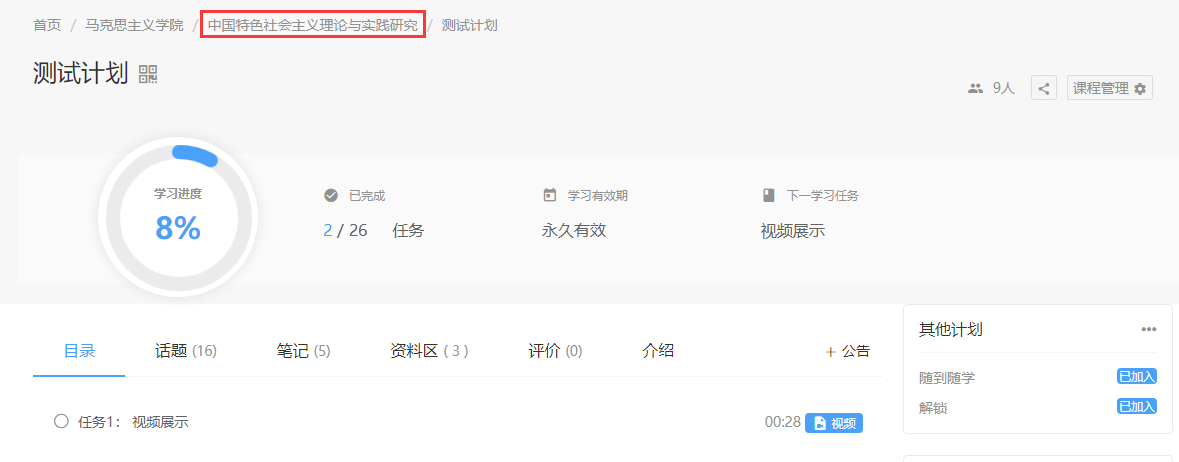 首页 / 马克思主义学院 / 中国特色社会主义理论与实践研究 / 测试计划
测试计划
9人
课程管理
学习进度
8%
已完成
2 / 26 任务
学习有效期
永久有效
下一学习任务
视频展示
目录 话题 (16) 笔记 (5) 资料区 ( 3 ) 评价 (0) 介绍 + 公告
任务1： 视频展示 00:28 视频
其他计划 •••
随到随学 已加入
解锁 已加入